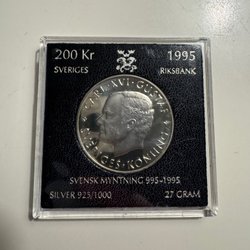 200 Kr 1995
SVERIGES RIKSBANK
CARL XVI GUSTAF
SVERIGES KONUNG
SVENSK MYNTNING 995-1995
SILVER 925/1000 27 GRAM